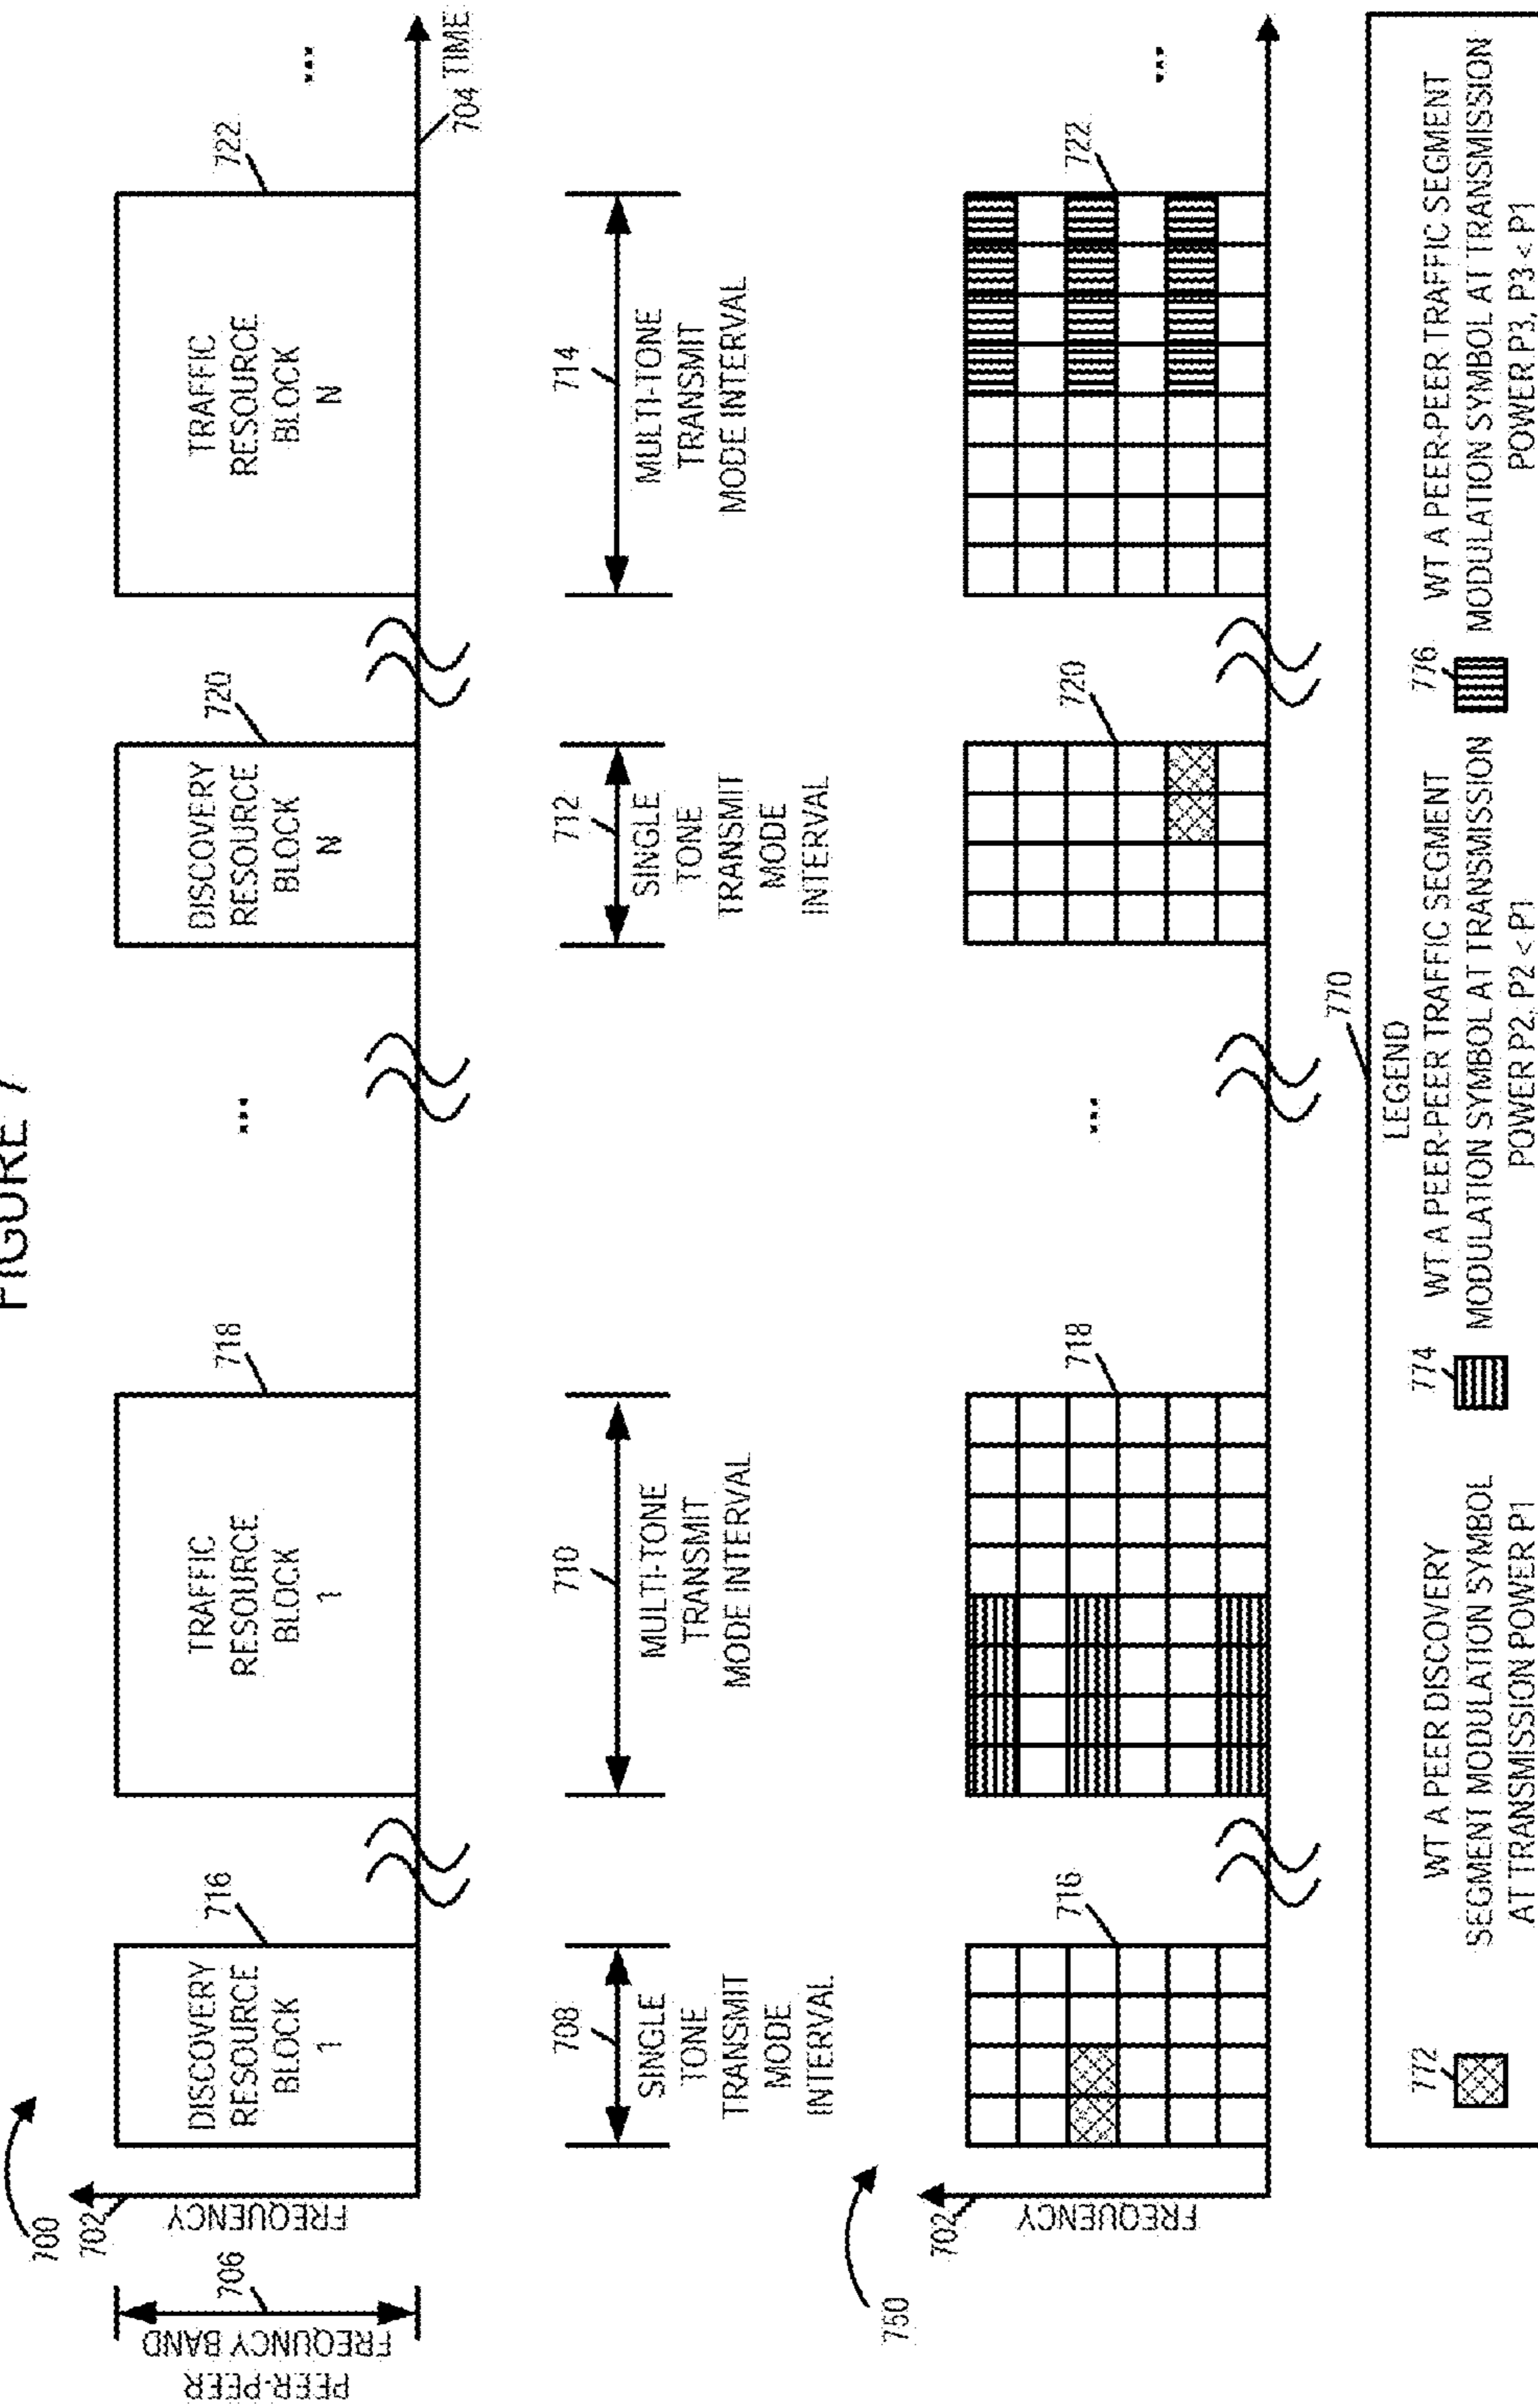 FIGURE 7
700
702
FREQUENCY
706
PEER-PEER
FREQUNCY BAND
DISCOVERY
RESOURCE
BLOCK
1
716
TRAFFIC
RESOURCE
BLOCK
1
718
...
DISCOVERY
RESOURCE
BLOCK
N
720
TRAFFIC
RESOURCE
BLOCK
N
722
...
704 TIME
708
SINGLE
TONE
TRANSMIT
MODE
INTERVAL
710
MULTI-TONE
TRANSMIT
MODE INTERVAL
712
SINGLE
TONE
TRANSMIT
MODE
INTERVAL
714
MULTI-TONE
TRANSMIT
MODE INTERVAL
750
702
FREQUENCY
716
718
...
720
722
...
770
LEGEND
772
WT A PEER DISCOVERY
SEGMENT MODULATION SYMBOL
AT TRANSMISSION POWER P1
774
WT A PEER-PEER TRAFFIC SEGMENT
MODULATION SYMBOL AT TRANSMISSION
POWER P2, P2 < P1
776
WT A PEER-PEER TRAFFIC SEGMENT
MODULATION SYMBOL AT TRANSMISSION
POWER P3, P3 < P1